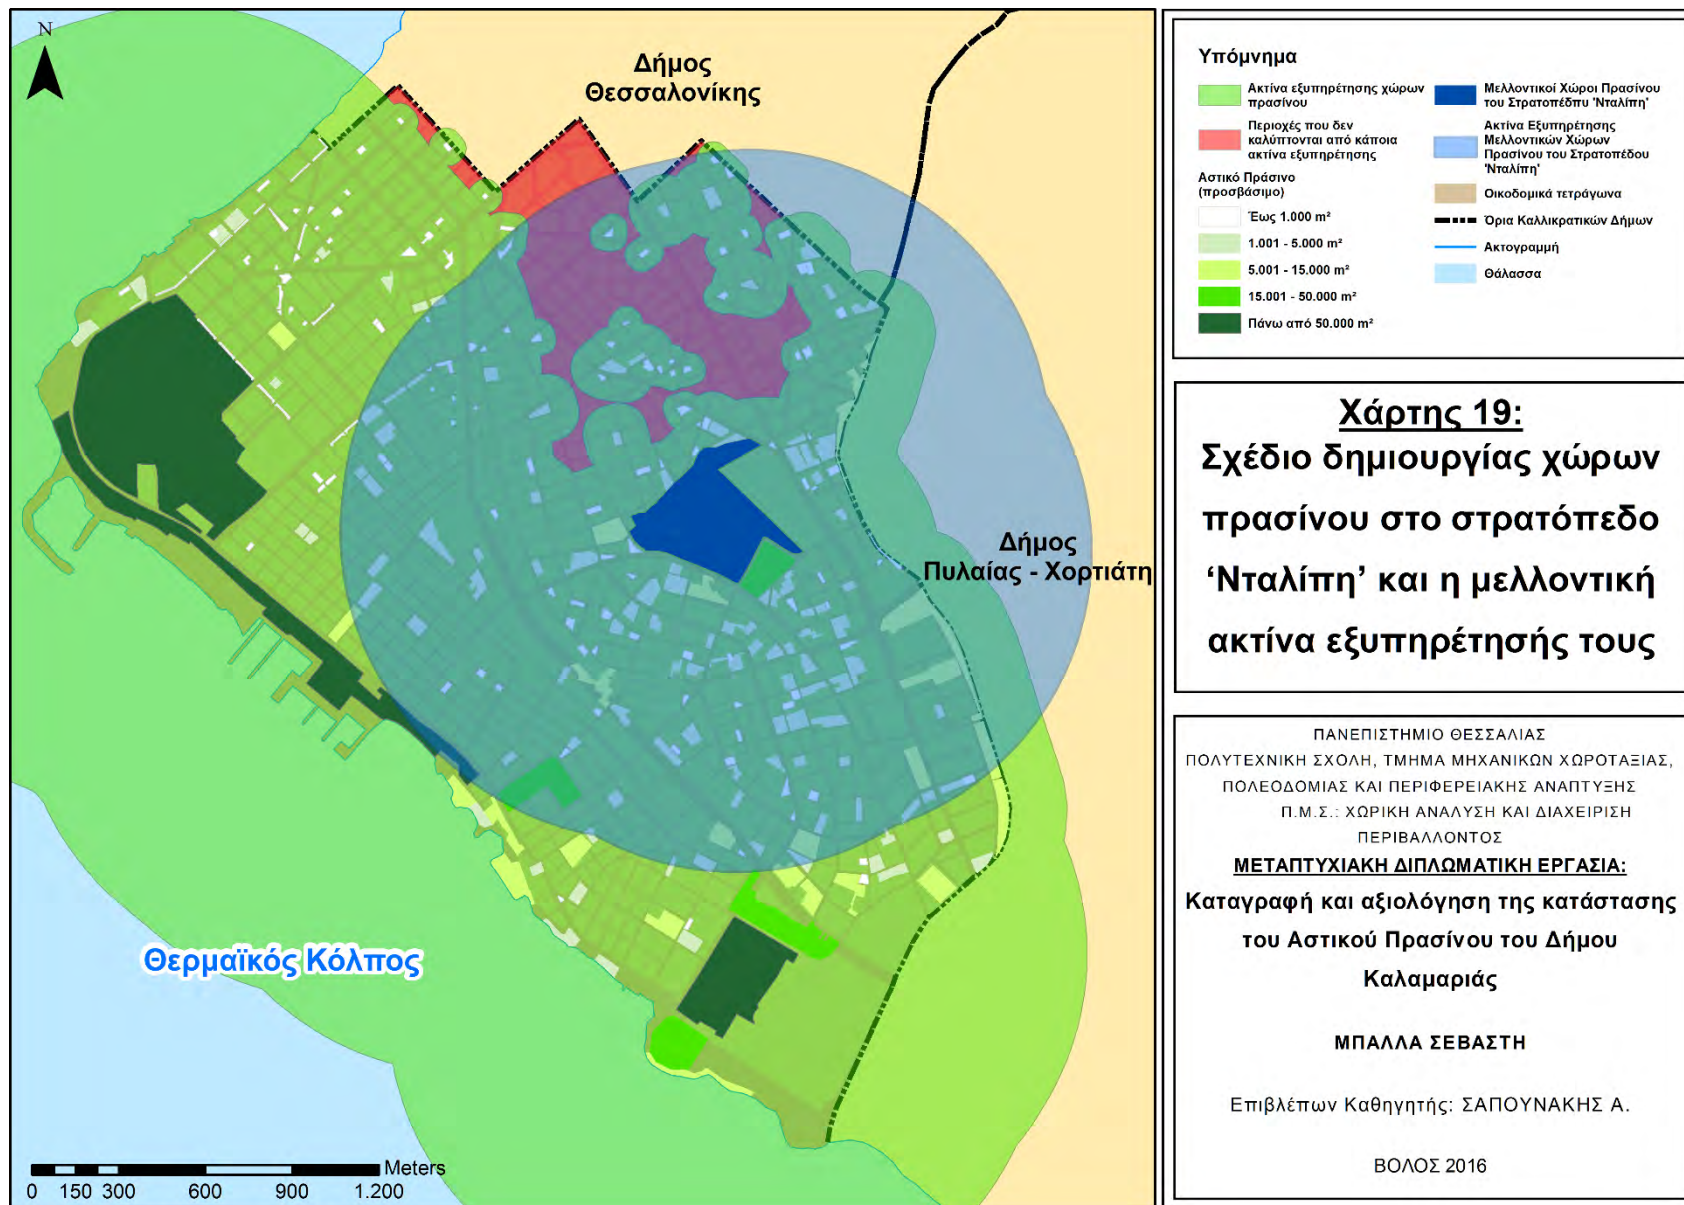 N
Δήμος
Θεσσαλονίκης
Δήμος
Πυλαίας - Χορτιάτη
Θερμαϊκός Κόλπος
Meters
0 150 300 600 900 1.200
Υπόμνημα
Ακτίνα εξυπηρέτησης χώρων
πρασίνου
Περιοχές που δεν
καλύπτονται από κάποια
ακτίνα εξυπηρέτησης
Αστικό Πράσινο
(προσβάσιμο)
Έως 1.000 m²
1.001 - 5.000 m²
5.001 - 15.000 m²
15.001 - 50.000 m²
Πάνω από 50.000 m²
Μελλοντικοί Χώροι Πρασίνου
του Στρατοπέδπυ 'Νταλίπη'
Ακτίνα Εξυπηρέτησης
Μελλοντικών Χώρων
Πρασίνου του Στρατοπέδου
'Νταλίπη'
Οικοδομικά τετράγωνα
Όρια Καλλικρατικών Δήμων
Ακτογραμμή
Θάλασσα
Χάρτης 19:
Σχέδιο δημιουργίας χώρων
πρασίνου στο στρατόπεδο
‘Νταλίπη’ και η μελλοντική
ακτίνα εξυπηρέτησής τους
ΠΑΝΕΠΙΣΤΗΜΙΟ ΘΕΣΣΑΛΙΑΣ
ΠΟΛΥΤΕΧΝΙΚΗ ΣΧΟΛΗ, ΤΜΗΜΑ ΜΗΧΑΝΙΚΩΝ ΧΩΡΟΤΑΞΙΑΣ,
ΠΟΛΕΟΔΟΜΙΑΣ ΚΑΙ ΠΕΡΙΦΕΡΕΙΑΚΗΣ ΑΝΑΠΤΥΞΗΣ
Π.Μ.Σ.: ΧΩΡΙΚΗ ΑΝΑΛΥΣΗ ΚΑΙ ΔΙΑΧΕΙΡΙΣΗ
ΠΕΡΙΒΑΛΛΟΝΤΟΣ
ΜΕΤΑΠΤΥΧΙΑΚΗ ΔΙΠΛΩΜΑΤΙΚΗ ΕΡΓΑΣΙΑ:
Καταγραφή και αξιολόγηση της κατάστασης
του Αστικού Πρασίνου του Δήμου
Καλαμαριάς
ΜΠΑΛΛΑ ΣΕΒΑΣΤΗ
Επιβλέπων Καθηγητής: ΣΑΠΟΥΝΑΚΗΣ Α.
ΒΟΛΟΣ 2016